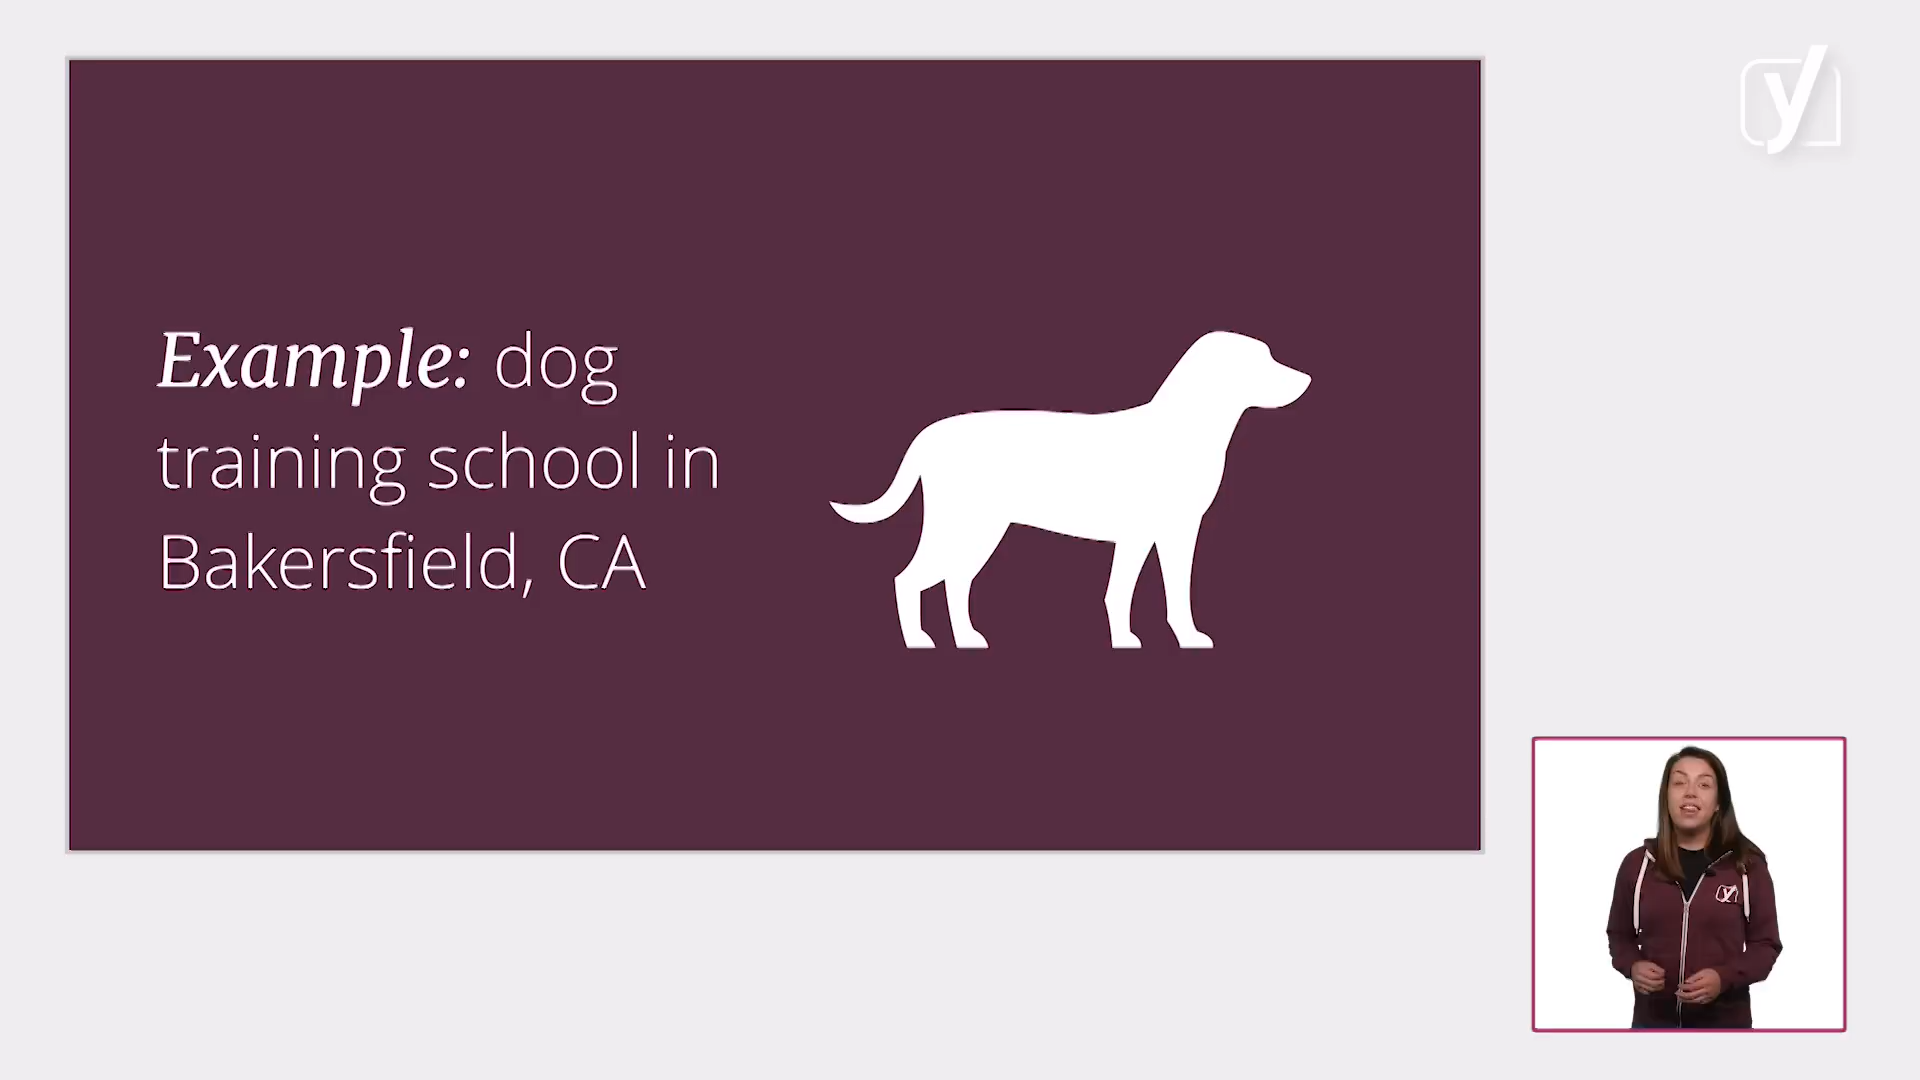 Example: dog
training school in
Bakersfield, CA
y
y